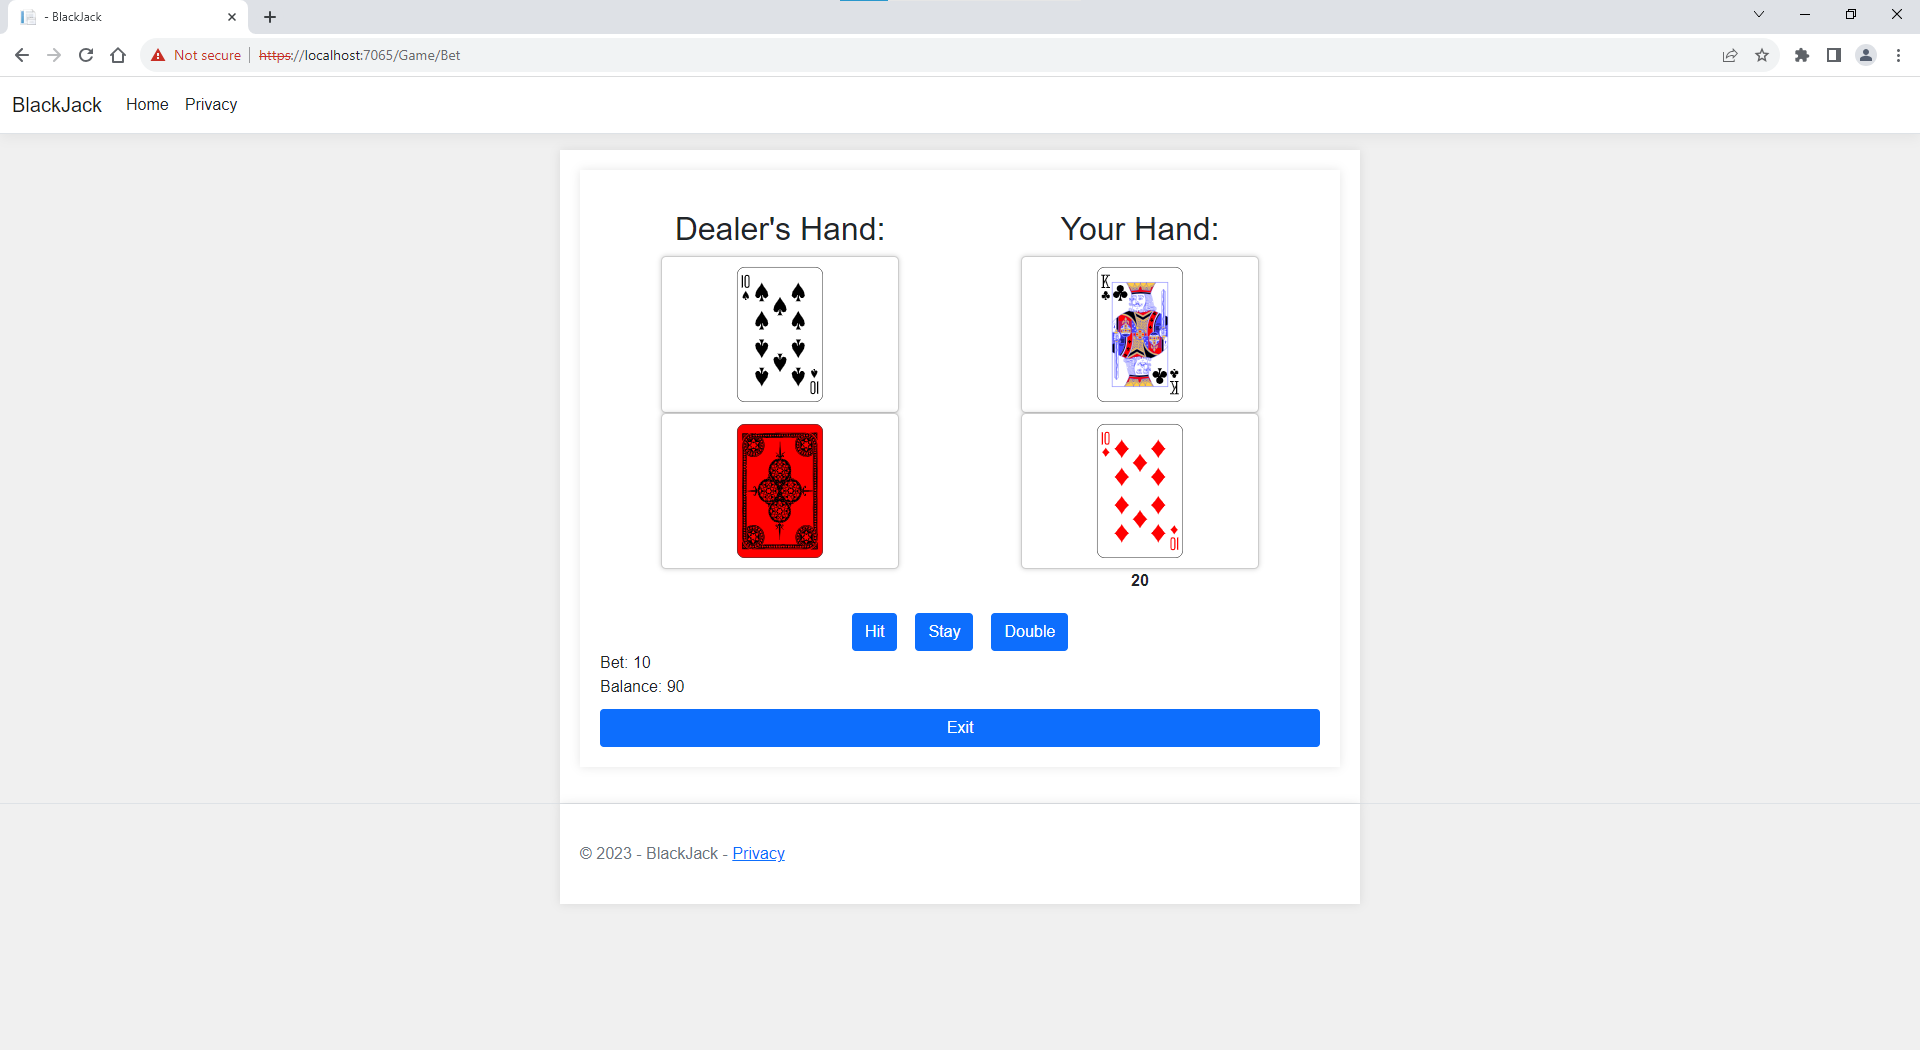 - BlackJack
Not secure
https://localhost:7065/Game/Bet
BlackJack Home Privacy
Dealer's Hand: Your Hand:
10 K
10 K
10
10
20
Hit Stay Double
Bet: 10
Balance: 90
Exit
© 2023 - BlackJack - Privacy